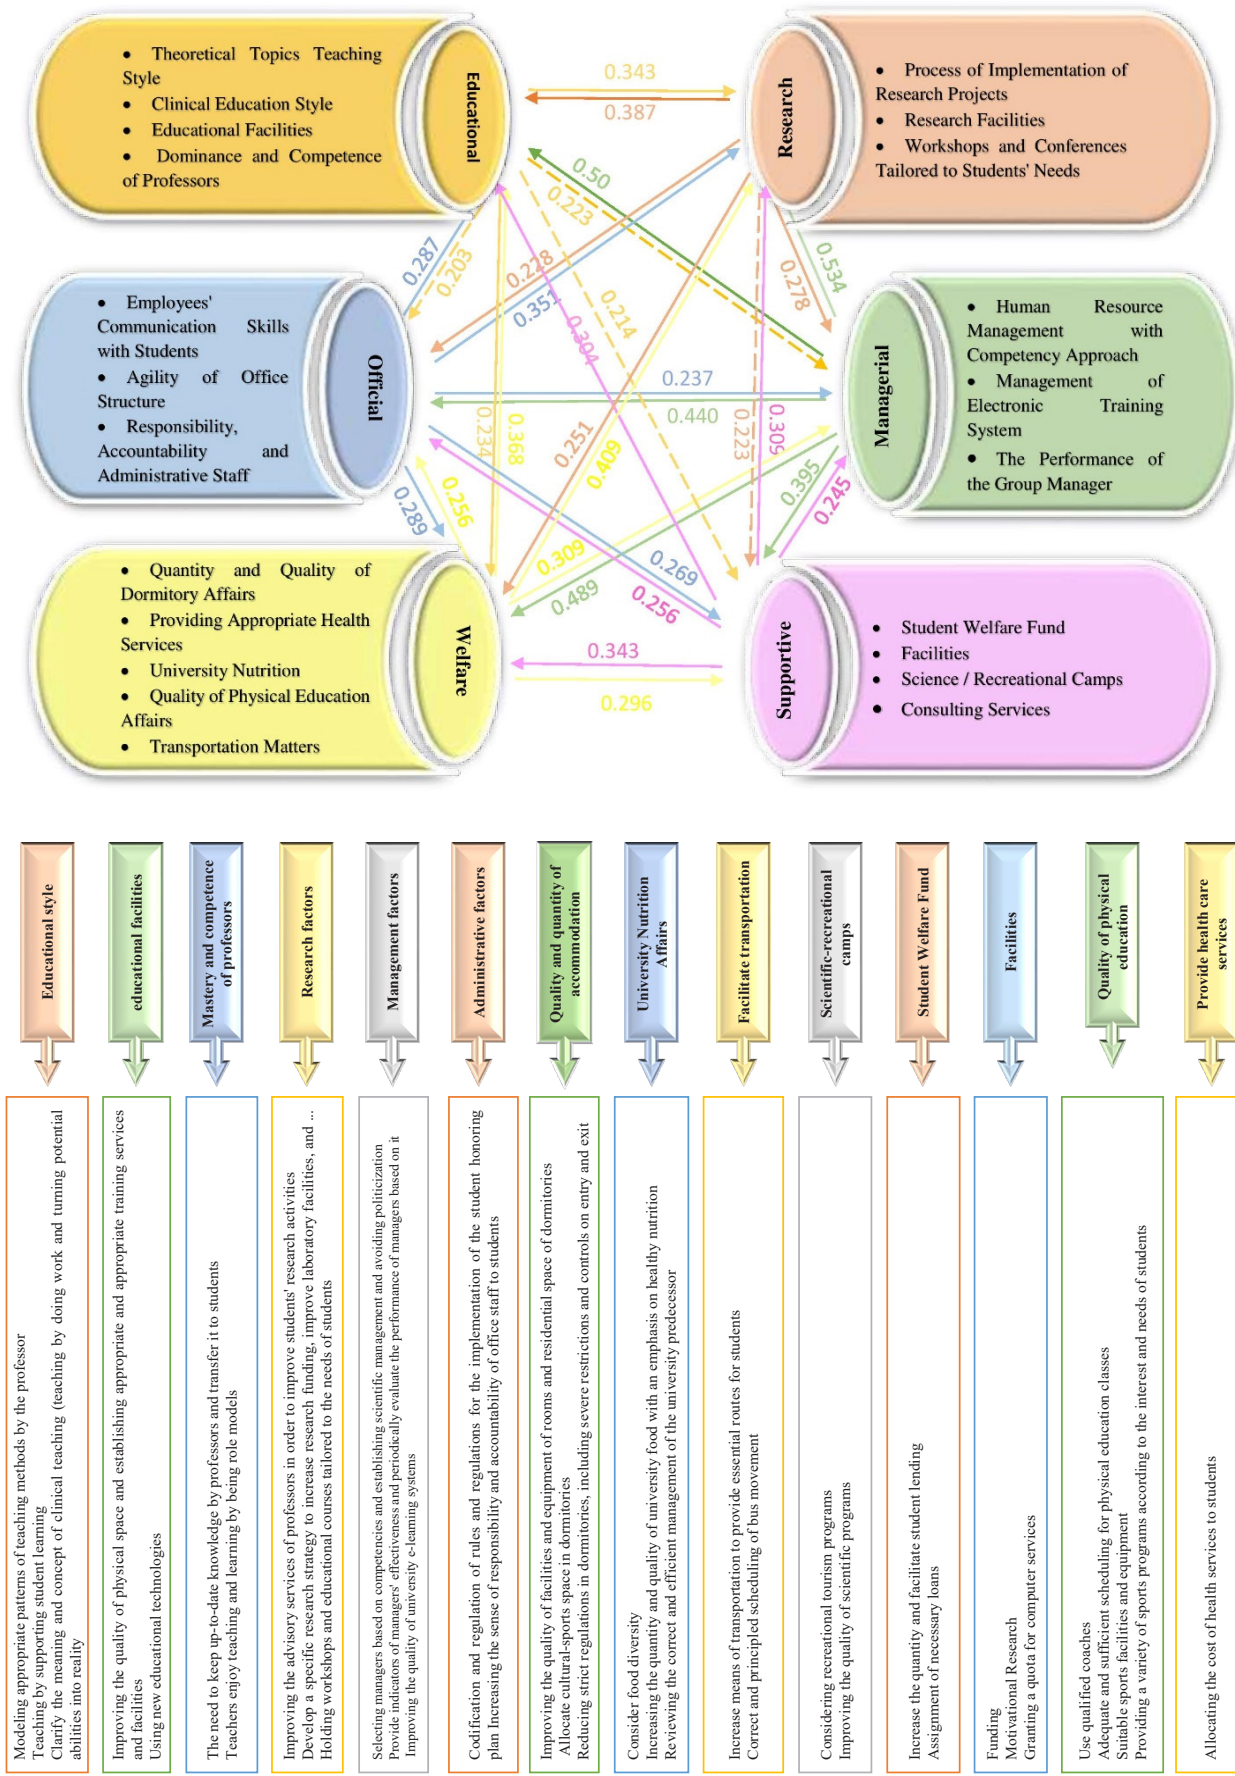 • Theoretical Topics Teaching
Style
• Clinical Education Style
• Educational Facilities
• Dominance and Competence
of Professors
Educational
0.343
0.387
Research
• Process of Implementation of
Research Projects
• Research Facilities
• Workshops and Conferences
Tailored to Students' Needs
0.50
0.223
0.287
0.203
0.228
0.351
0.394
0.214
0.278
0.534
• Employees'
Communication Skills
with Students
• Agility of Office
Structure
• Responsibility,
Accountability and
Administrative Staff
Official
0.237
0.440
Managerial
• Human Resource
Management with
Competency Approach
• Management of
Electronic Training
System
• The Performance of
the Group Manager
0.234
0.368
0.251
0.409
0.223
0.305
0.395
0.245
0.289
0.256
0.309
0.489
0.269
0.256
• Quantity and Quality of
Dormitory Affairs
• Providing Appropriate Health
Services
• University Nutrition
• Quality of Physical Education
Affairs
• Transportation Matters
Welfare
0.343
0.296
Supportive
• Student Welfare Fund
• Facilities
• Science / Recreational Camps
• Consulting Services
Educational style
Modeling appropriate patterns of teaching methods by the professor
Teaching by supporting student learning
Clarify the meaning and concept of clinical teaching (teaching by doing work and turning potential
abilities into reality
educational facilities
Improving the quality of physical space and establishing appropriate and appropriate training services
and facilities
Using new educational technologies
Mastery and competence
of professors
The need to keep up-to-date knowledge by professors and transfer it to students
Teachers enjoy teaching and learning by being role models
Research factors
Improving the advisory services of professors in order to improve students' research activities
Develop a specific research strategy to increase research funding, improve laboratory facilities, and ...
Holding workshops and educational courses tailored to the needs of students
Management factors
Selecting managers based on competencies and establishing scientific management and avoiding politicization
Provide indicators of managers' effectiveness and periodically evaluate the performance of managers based on it
Improving the quality of university e-learning systems
Administrative factors
Codification and regulation of rules and regulations for the implementation of the student honoring
plan Increasing the sense of responsibility and accountability of office staff to students
Quality and quantity of
accommodation
Improving the quality of facilities and equipment of rooms and residential space of dormitories
Allocate cultural-sports space in dormitories
Reducing strict regulations in dormitories, including severe restrictions and controls on entry and exit
University Nutrition
Affairs
Consider food diversity
Increasing the quantity and quality of university food with an emphasis on healthy nutrition
Reviewing the correct and efficient management of the university predecessor
Facilitate transportation
Increase means of transportation to provide essential routes for students
Correct and principled scheduling of bus movement
Scientific-recreational
camps
Considering recreational tourism programs
Improving the quality of scientific programs
Student Welfare Fund
Increase the quantity and facilitate student lending
Assignment of necessary loans
Facilities
Funding
Motivational Research
Granting a quota for computer services
Quality of physical
education
Use qualified coaches
Adequate and sufficient scheduling for physical education classes
Suitable sports facilities and equipment
Providing a variety of sports programs according to the interest and needs of students
Provide health care
services
Allocating the cost of health services to students